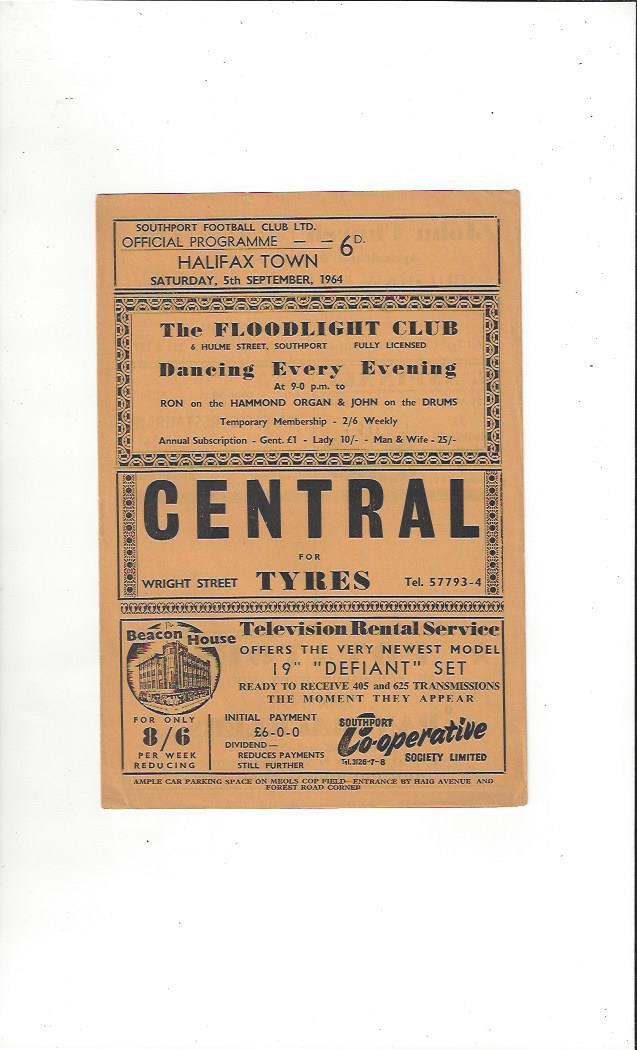 SOUTHPORT FOOTBALL CLUB LTD.
OFFICIAL PROGRAMME — — 6D.
HALIFAX TOWN
SATURDAY, 5th SEPTEMBER, 1964
The FLOODLIGHT CLUB
6 HULME STREET, SOUTHPORT FULLY LICENSED
Dancing Every Evening
At 9-0 p.m. to
RON on the HAMMOND ORGAN & JOHN on the DRUMS
Temporary Membership - 2/6 Weekly
Annual Subscription - Gent. £1 - Lady 10/- - Man & Wife - 25/-
CENTRAL
FOR
WRIGHT STREET TYRES Tel. 57793-4
The Beacon House
Television Rental Service
OFFERS THE VERY NEWEST MODEL
19" "DEFIANT" SET
READY TO RECEIVE 405 and 625 TRANSMISSIONS
THE MOMENT THEY APPEAR
FOR ONLY
8/6
PER WEEK
REDUCING
INITIAL PAYMENT
£6-0-0
DIVIDEND —
REDUCES PAYMENTS
STILL FURTHER
SOUTHPORT
Co-operative
Tel. 3126-7-8 SOCIETY LIMITED
AMPLE CAR PARKING SPACE ON MEOLS COP FIELD—ENTRANCE BY HAIG AVENUE AND
FOREST ROAD CORNER